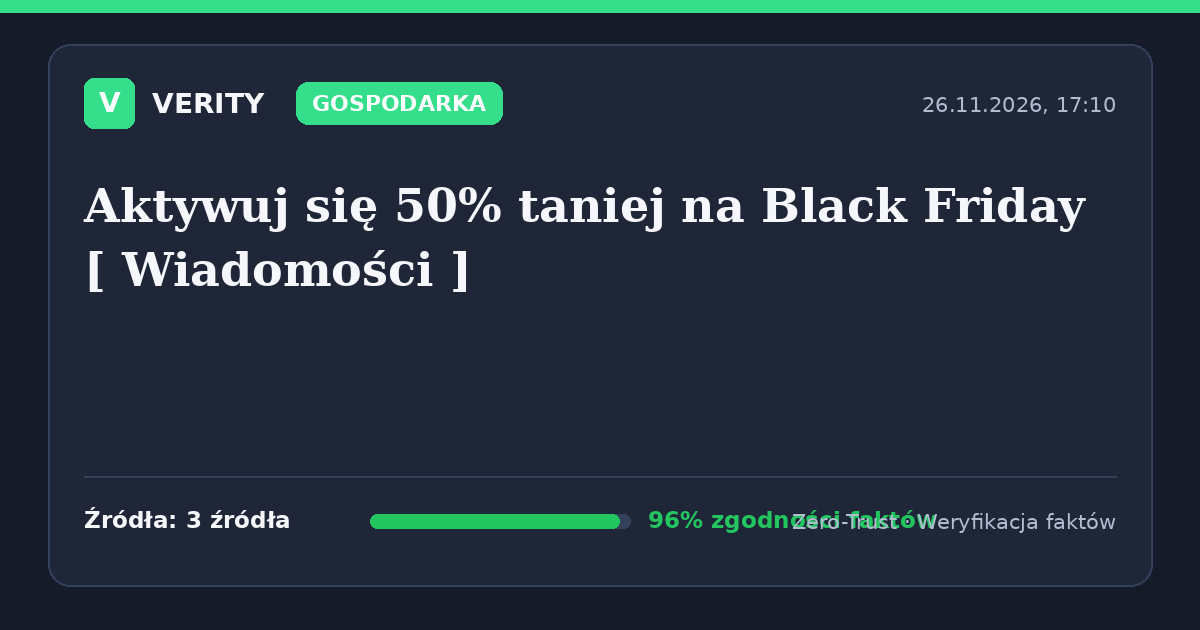 V VERITY GOSPODARKA 26.11.2026, 17:10
Aktywuj się 50% taniej na Black Friday
[ Wiadomości ]
Źródła: 3 źródła 96% zgodności faktów Zero-Trust · Weryfikacja faktów